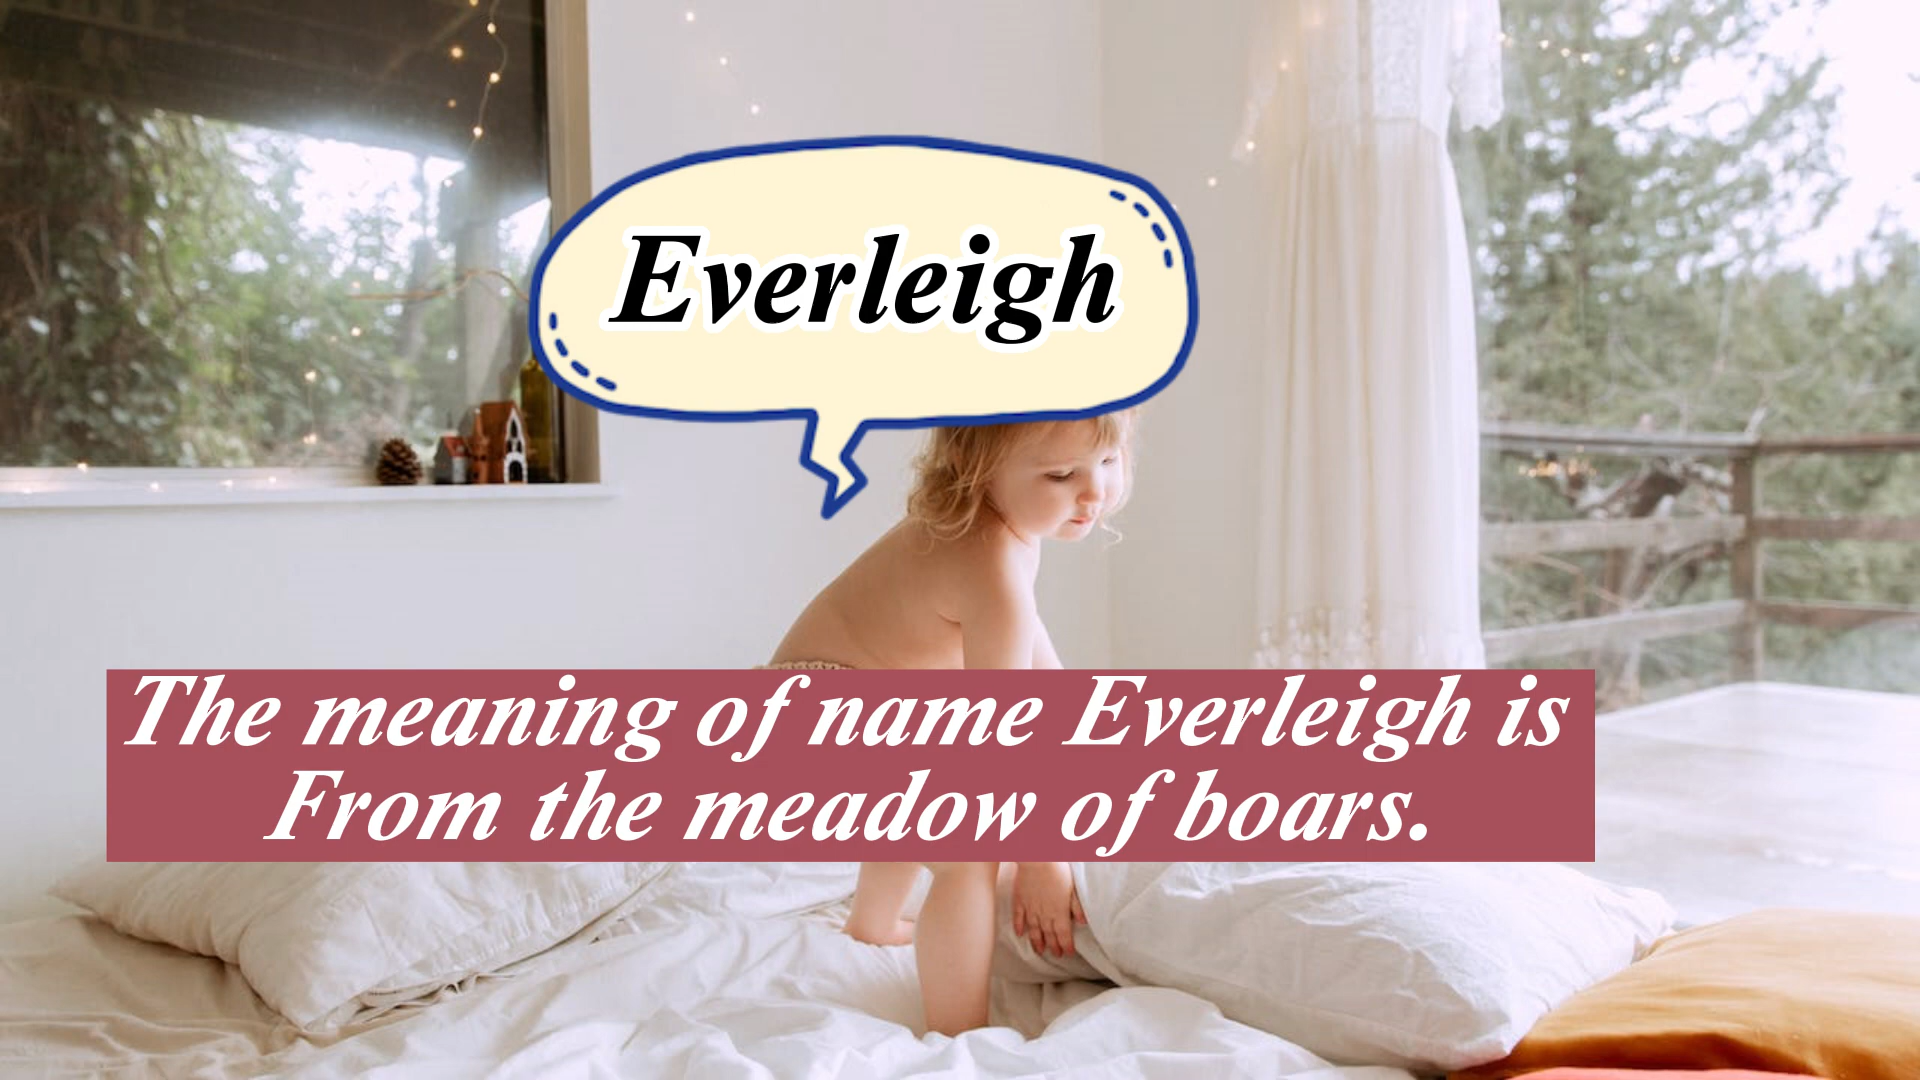 Everleigh
The meaning of name Everleigh is
From the meadow of boars.